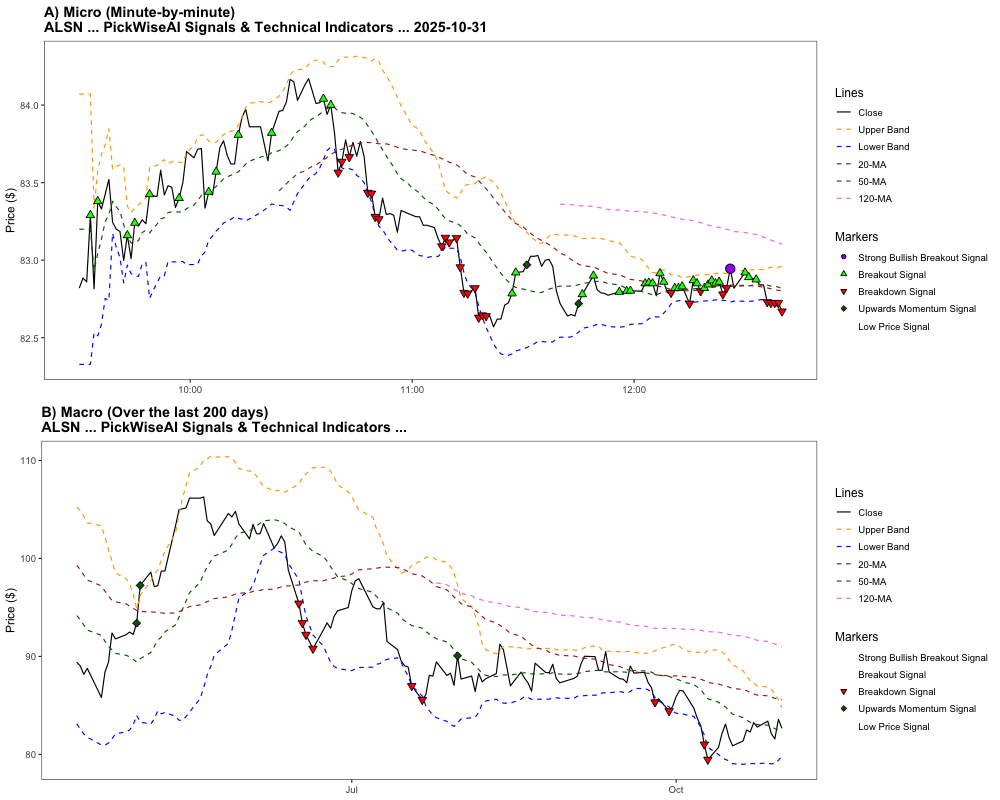 A) Micro (Minute-by-minute)
ALSN ... PickWiseAI Signals & Technical Indicators ... 2025-10-31
Price ($)
84.0
83.5
83.0
82.5
10:00
11:00
12:00
Lines
Close
Upper Band
Lower Band
20-MA
50-MA
120-MA
Markers
Strong Bullish Breakout Signal
Breakout Signal
Breakdown Signal
Upwards Momentum Signal
Low Price Signal
B) Macro (Over the last 200 days)
ALSN ... PickWiseAI Signals & Technical Indicators ...
Price ($)
110
100
90
80
Jul
Oct
Lines
Close
Upper Band
Lower Band
20-MA
50-MA
120-MA
Markers
Strong Bullish Breakout Signal
Breakout Signal
Breakdown Signal
Upwards Momentum Signal
Low Price Signal